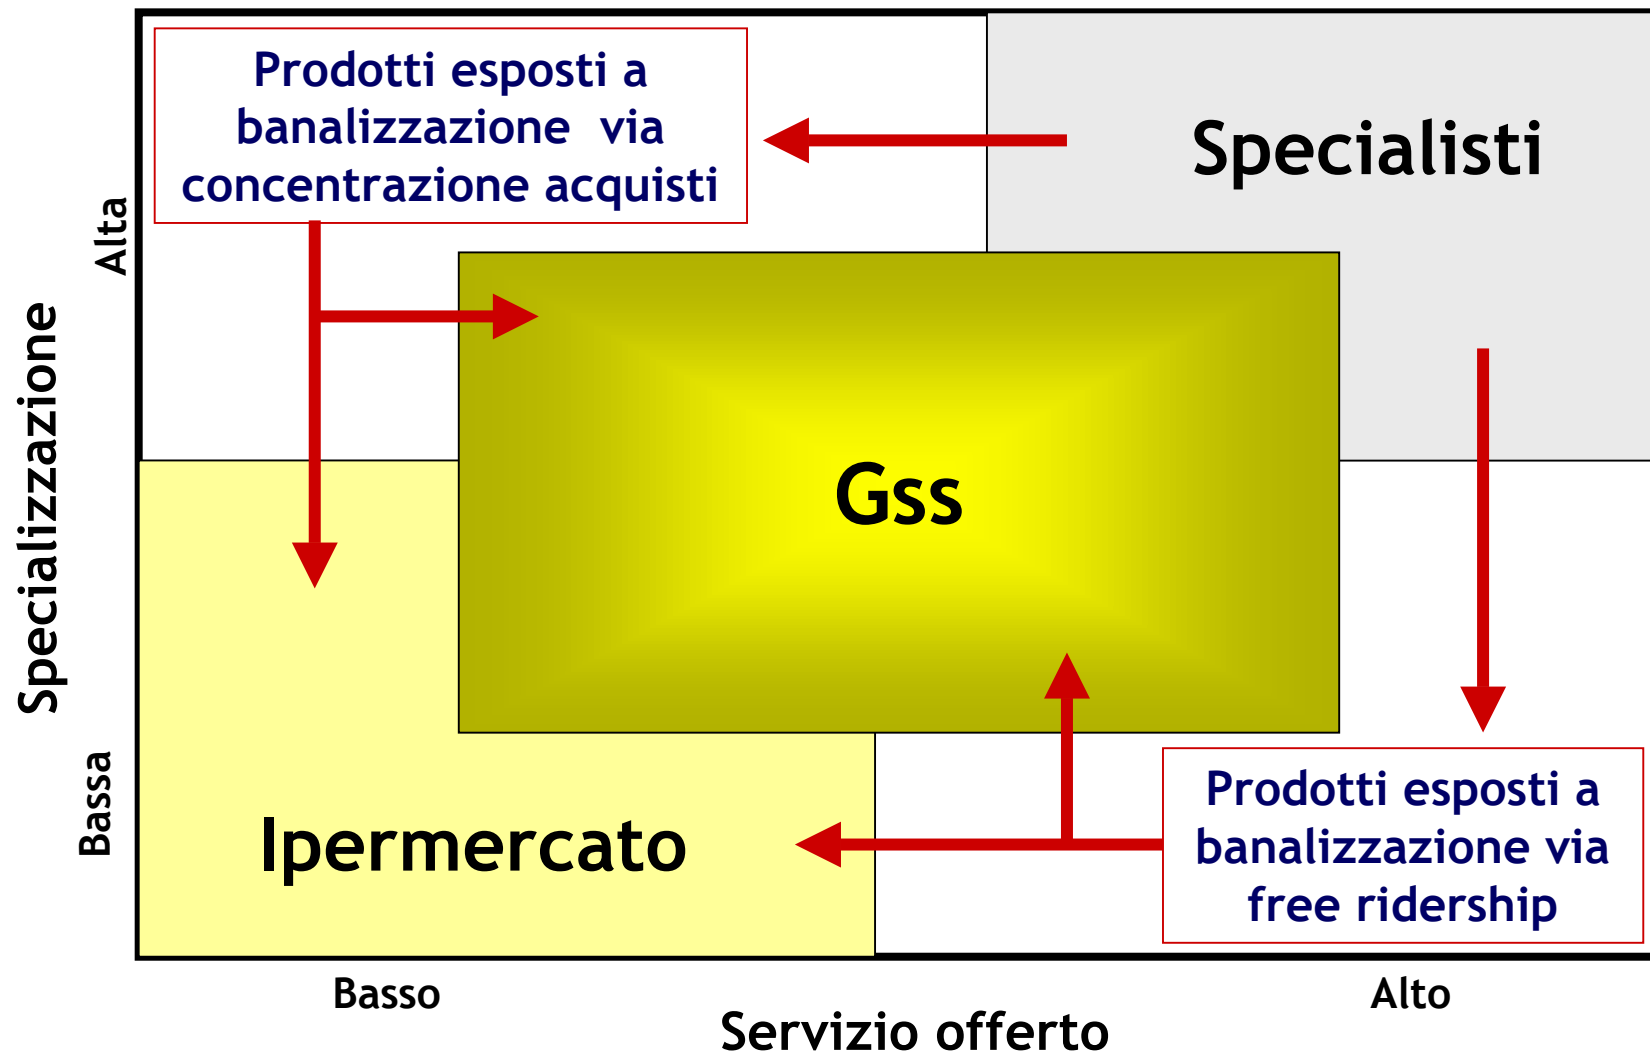 Prodotti esposti a
banalizzazione via
concentrazione acquisti
Specialisti
Alta
Specializzazione
Gss
Bassa
Ipermercato
Prodotti esposti a
banalizzazione via
free ridership
Basso
Alto
Servizio offerto